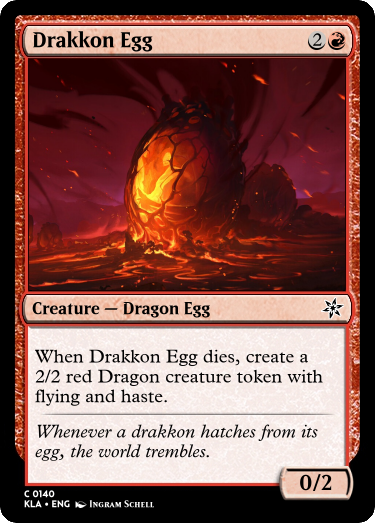 Drakkon Egg 2
Creature — Dragon Egg
When Drakkon Egg dies, create a
2/2 red Dragon creature token with
flying and haste.
Whenever a drakkon hatches from its
egg, the world trembles.
0/2
C 0140
KLA • ENG Ingram Schell